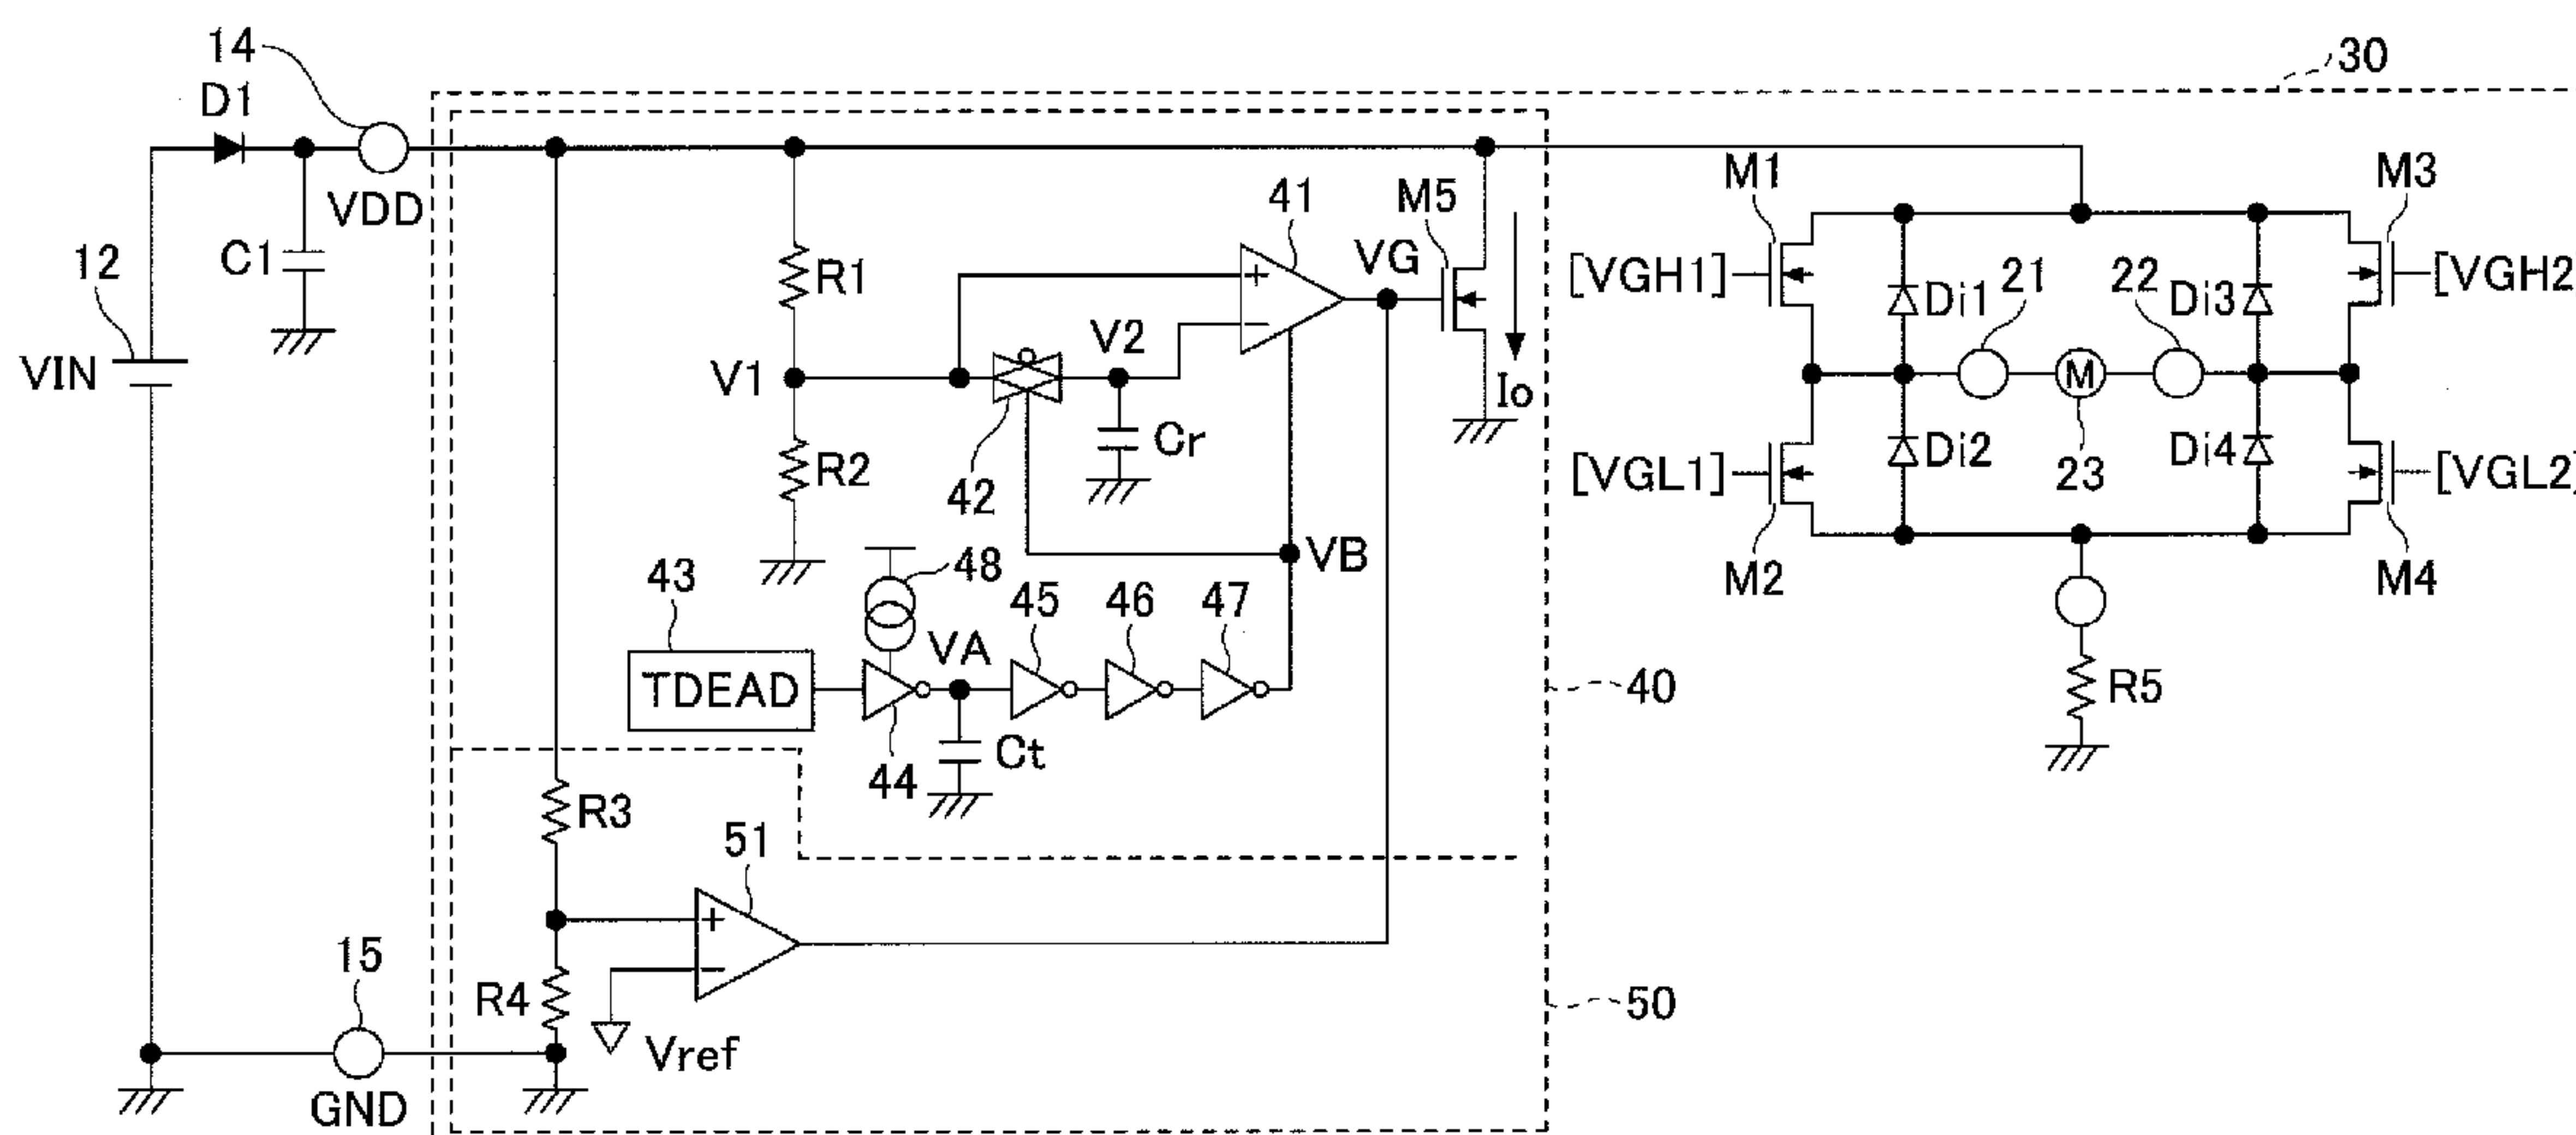 14
30
D1
M1
M3
VDD
41
M5
12
C1
VG
R1
[VGH1]
21
22
[VGH2
Di1
Di3
VIN
V1
V2
M
Io
Cr
R2
42
[VGL1]
Di2
23
Di4
[VGL2]
48
VB
43
45
46
47
M2
M4
VA
TDEAD
40
R5
44
Ct
R3
51
15
R4
50
Vref
GND